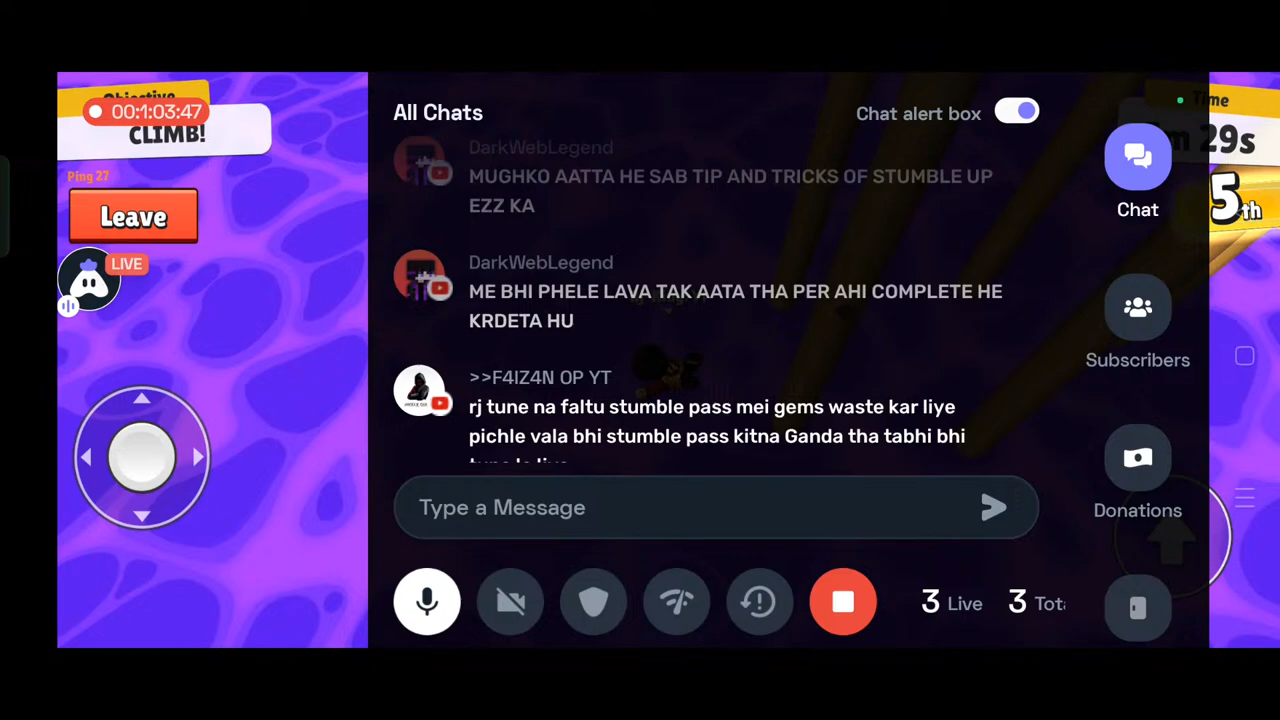 Objective
00:1:03:47
CLIMB!
Ping 27
Leave
LIVE
All Chats
Chat alert box
DarkWebLegend
MUGHKO AATTA HE SAB TIP AND TRICKS OF STUMBLE UP
EZZ KA
DarkWebLegend
ME BHI PHELE LAVA TAK AATA THA PER AHI COMPLETE HE
KRDETA HU
>>F4IZ4N OP YT
rj tune na faltu stumble pass mei gems waste kar liye
pichle vala bhi stumble pass kitna Ganda tha tabhi bhi
Type a Message
3 Live
3 Tot
Time
29s
5th
Chat
Subscribers
Donations